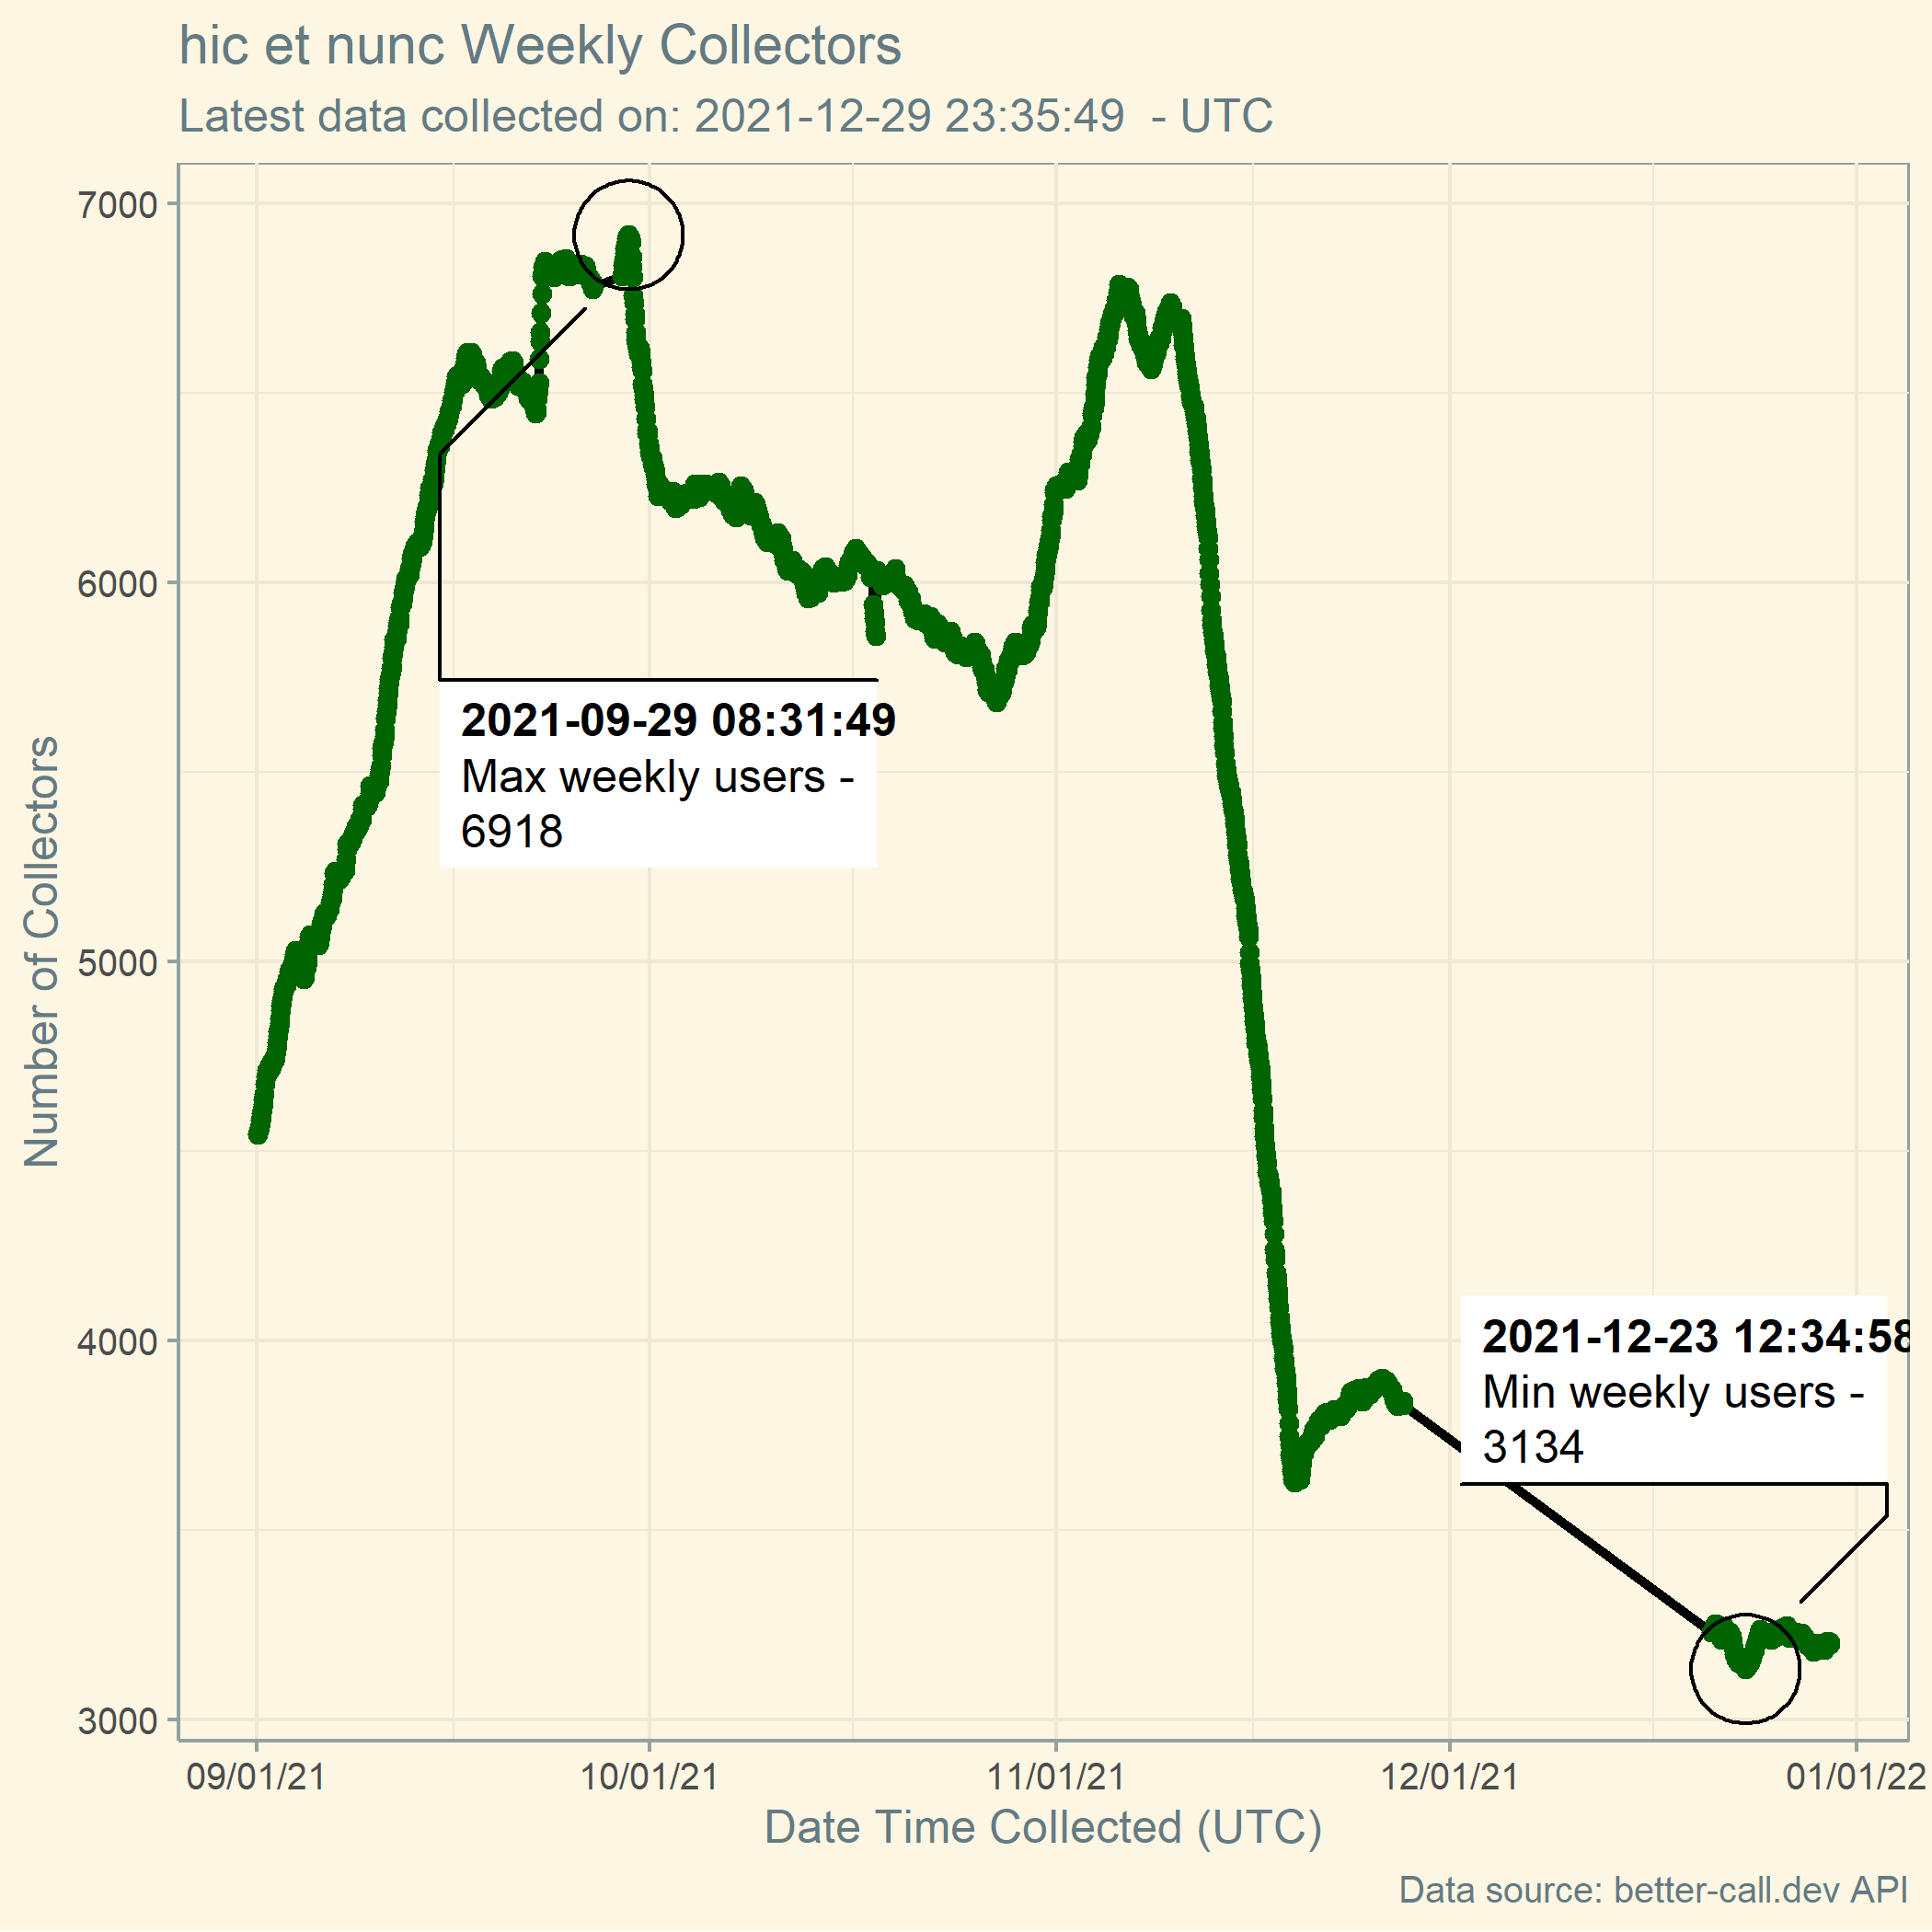 hic et nunc Weekly Collectors
Latest data collected on: 2021-12-29 23:35:49  - UTC
7000
6000
5000
4000
3000
Number of Collectors
2021-09-29 08:31:49
Max weekly users -
6918
2021-12-23 12:34:58
Min weekly users -
3134
09/01/21
10/01/21
11/01/21
12/01/21
01/01/22
Date Time Collected (UTC)
Data source: better-call.dev API